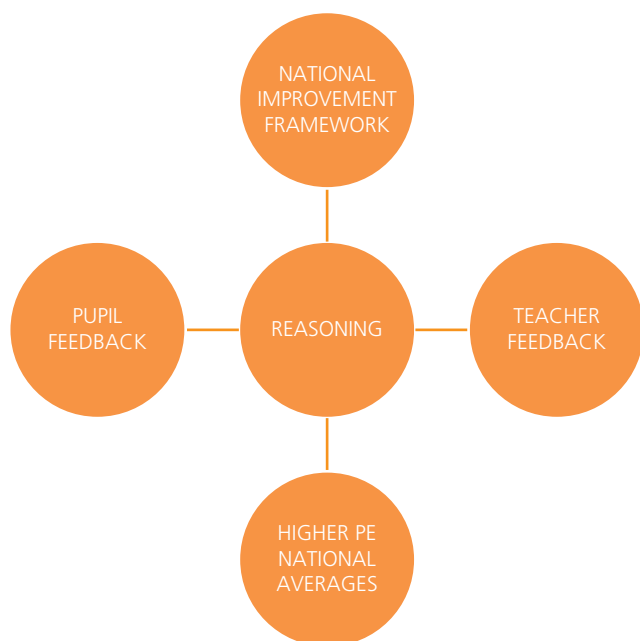 NATIONAL
IMPROVEMENT
FRAMEWORK
PUPIL
FEEDBACK
REASONING
TEACHER
FEEDBACK
HIGHER PE
NATIONAL
AVERAGES